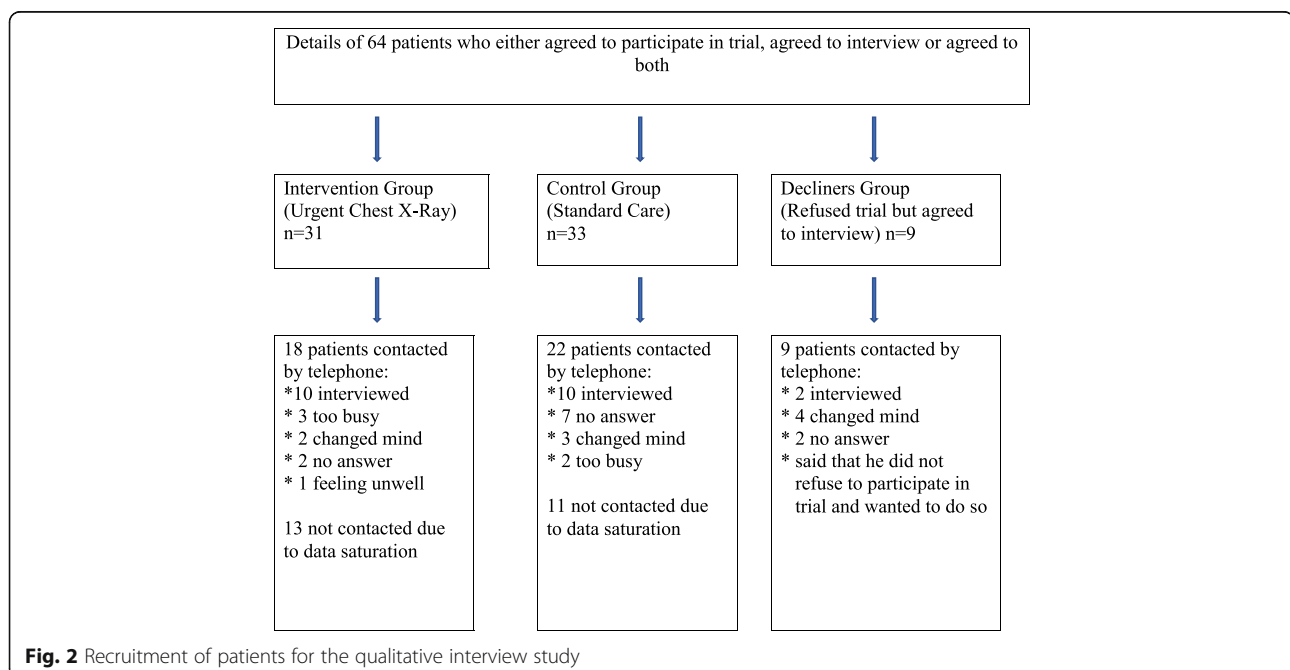 Details of 64 patients who either agreed to participate in trial, agreed to interview or agreed to
both
Intervention Group
(Urgent Chest X-Ray)
n=31
Control Group
(Standard Care)
n=33
Decliners Group
(Refused trial but agreed
to interview) n=9
18 patients contacted
by telephone:
*10 interviewed
* 3 too busy
* 2 changed mind
* 2 no answer
* 1 feeling unwell
13 not contacted due
to data saturation
22 patients contacted
by telephone:
*10 interviewed
* 7 no answer
* 3 changed mind
* 2 too busy
11 not contacted due
to data saturation
9 patients contacted by
telephone:
* 2 interviewed
* 4 changed mind
* 2 no answer
* said that he did not
refuse to participate in
trial and wanted to do so
Fig. 2 Recruitment of patients for the qualitative interview study